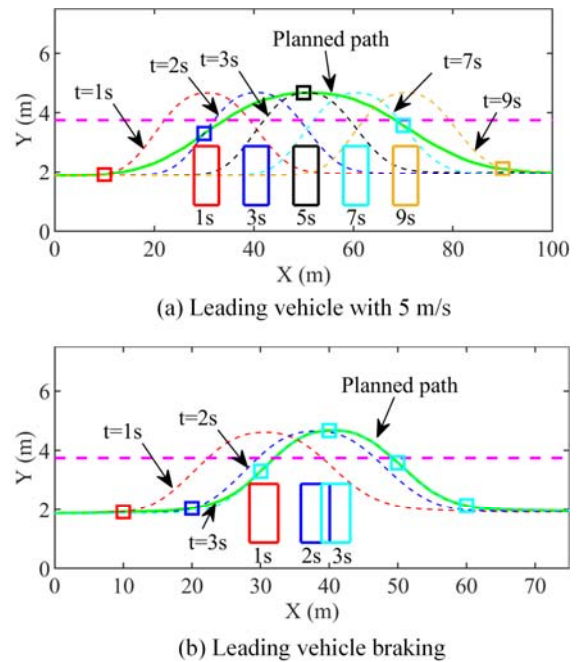 Planned path
t=3s
t=2s
t=7s
t=1s
t=9s
Y (m)
6
4
2
0
1s 3s 5s 7s 9s
0 20 40 60 80 100
X (m)
(a) Leading vehicle with 5 m/s
Planned path
t=2s
t=1s
t=3s
Y (m)
6
4
2
0
1s 2s 3s
0 10 20 30 40 50 60 70
X (m)
(b) Leading vehicle braking